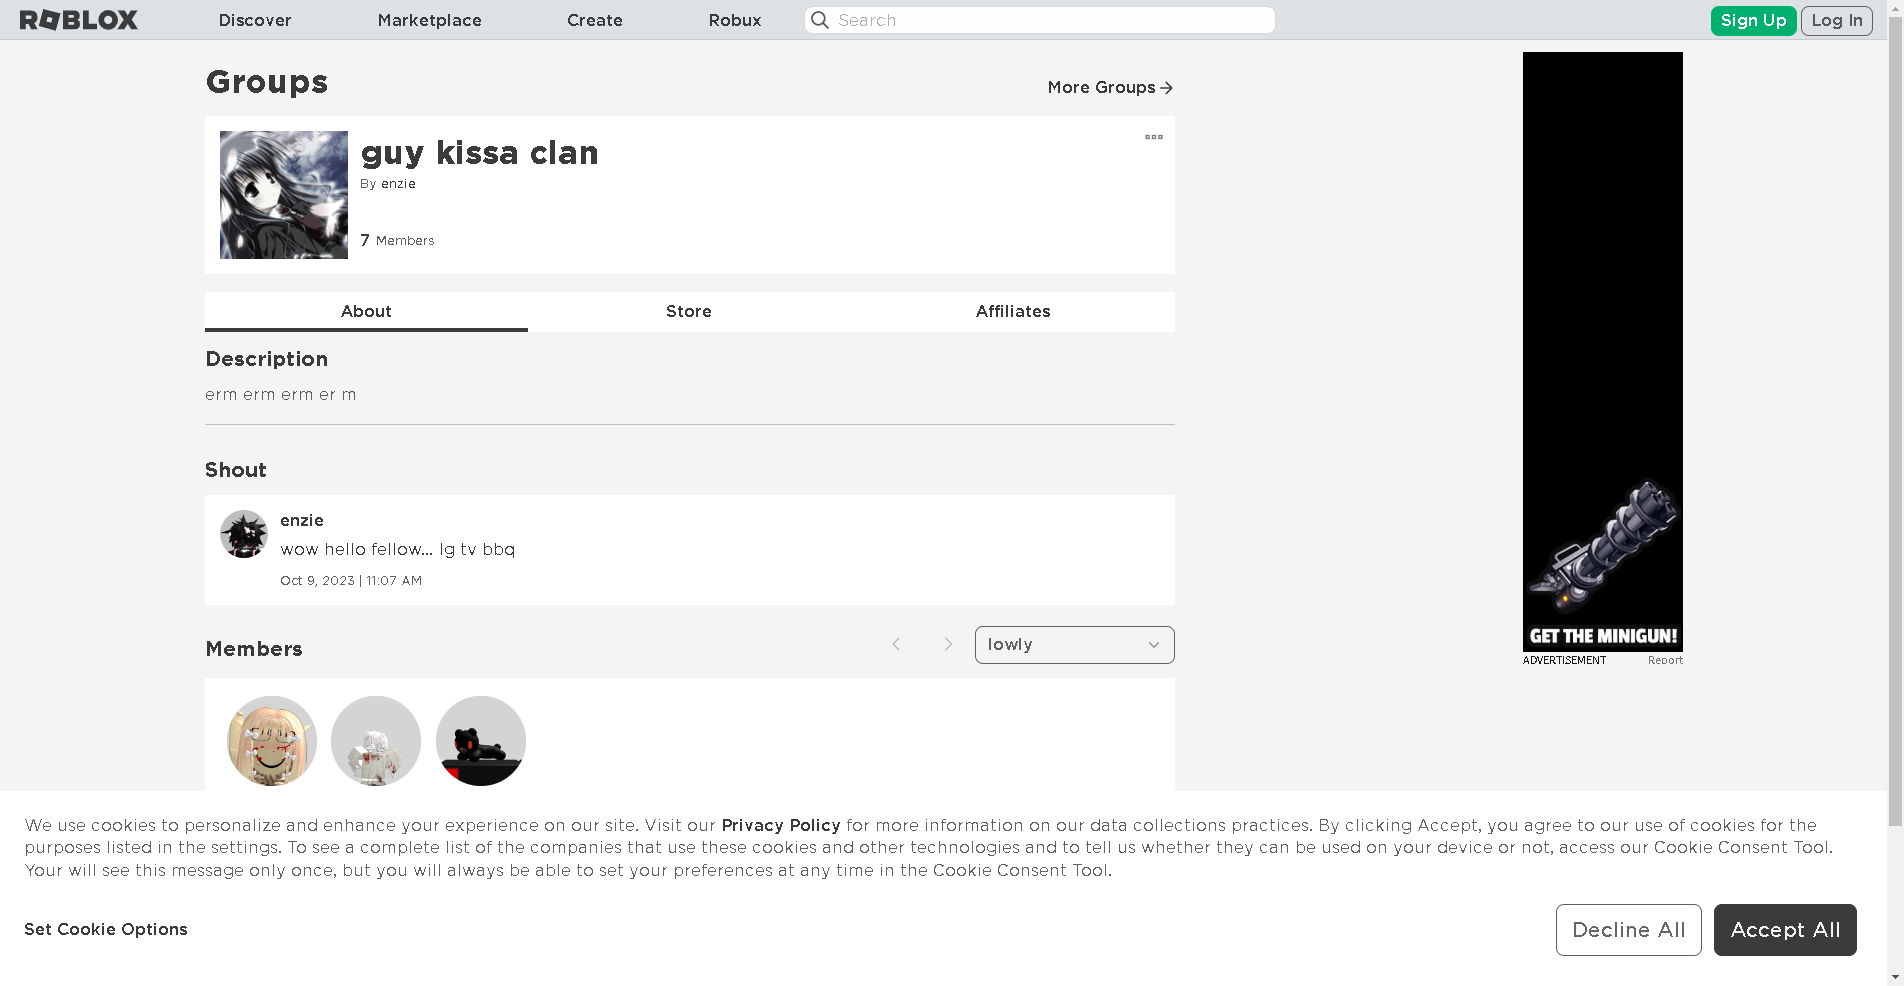 ROBLOX
Discover
Marketplace
Create
Robux
Search
Sign Up
Log In
Groups
More Groups
guy kissa clan
By enzie
7 Members
About
Store
Affiliates
Description
erm erm erm er m
Shout
enzie
wow hello fellow... lg tv bbq
Oct 9, 2023 | 11:07 AM
Members
lowly
GET THE MINIGUN!
ADVERTISEMENT
Report
We use cookies to personalize and enhance your experience on our site. Visit our Privacy Policy for more information on our data collections practices. By clicking Accept, you agree to our use of cookies for the
purposes listed in the settings. To see a complete list of the companies that use these cookies and other technologies and to tell us whether they can be used on your device or not, access our Cookie Consent Tool.
Your will see this message only once, but you will always be able to set your preferences at any time in the Cookie Consent Tool.
Set Cookie Options
Decline All
Accept All